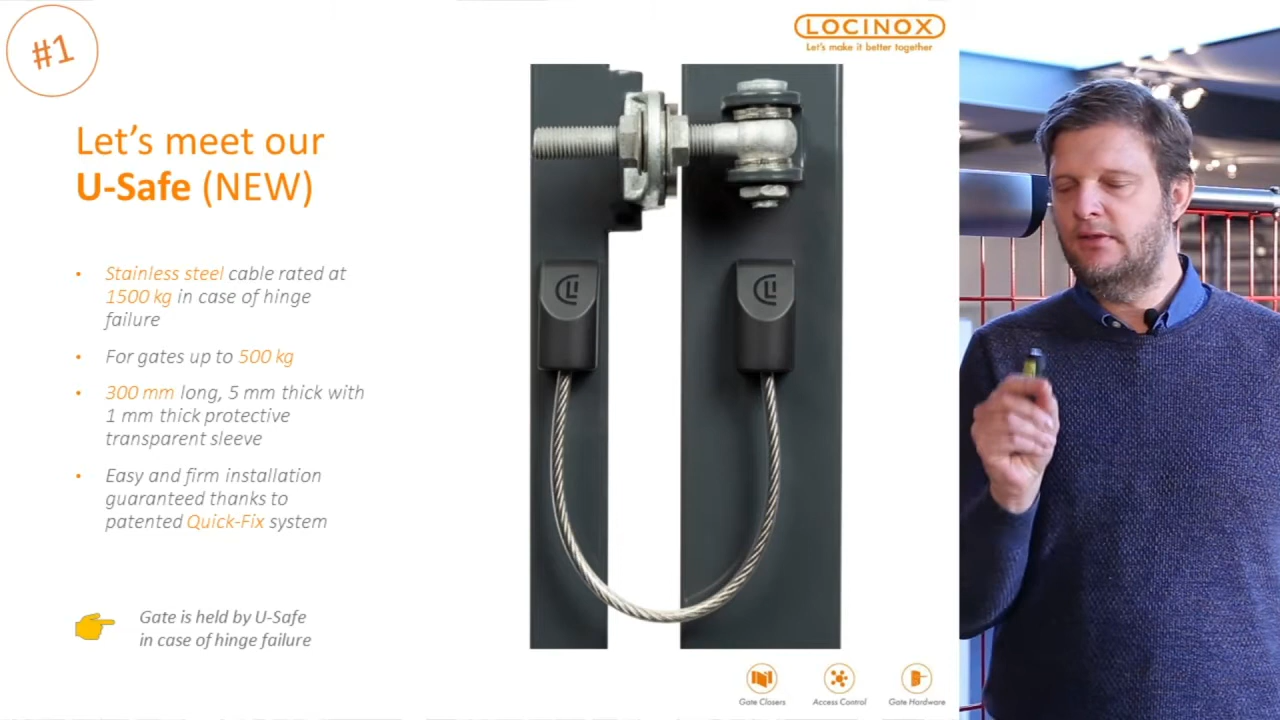 #1
LOCINOX
Let's make it better together
Let's meet our
U-Safe (NEW)
• Stainless steel cable rated at
1500 kg in case of hinge
failure
• For gates up to 500 kg
• 300 mm long, 5 mm thick with
1 mm thick protective
transparent sleeve
• Easy and firm installation
guaranteed thanks to
patented Quick-Fix system
Gate is held by U-Safe
in case of hinge failure
Gate Closers
Access Control
Gate Hardware